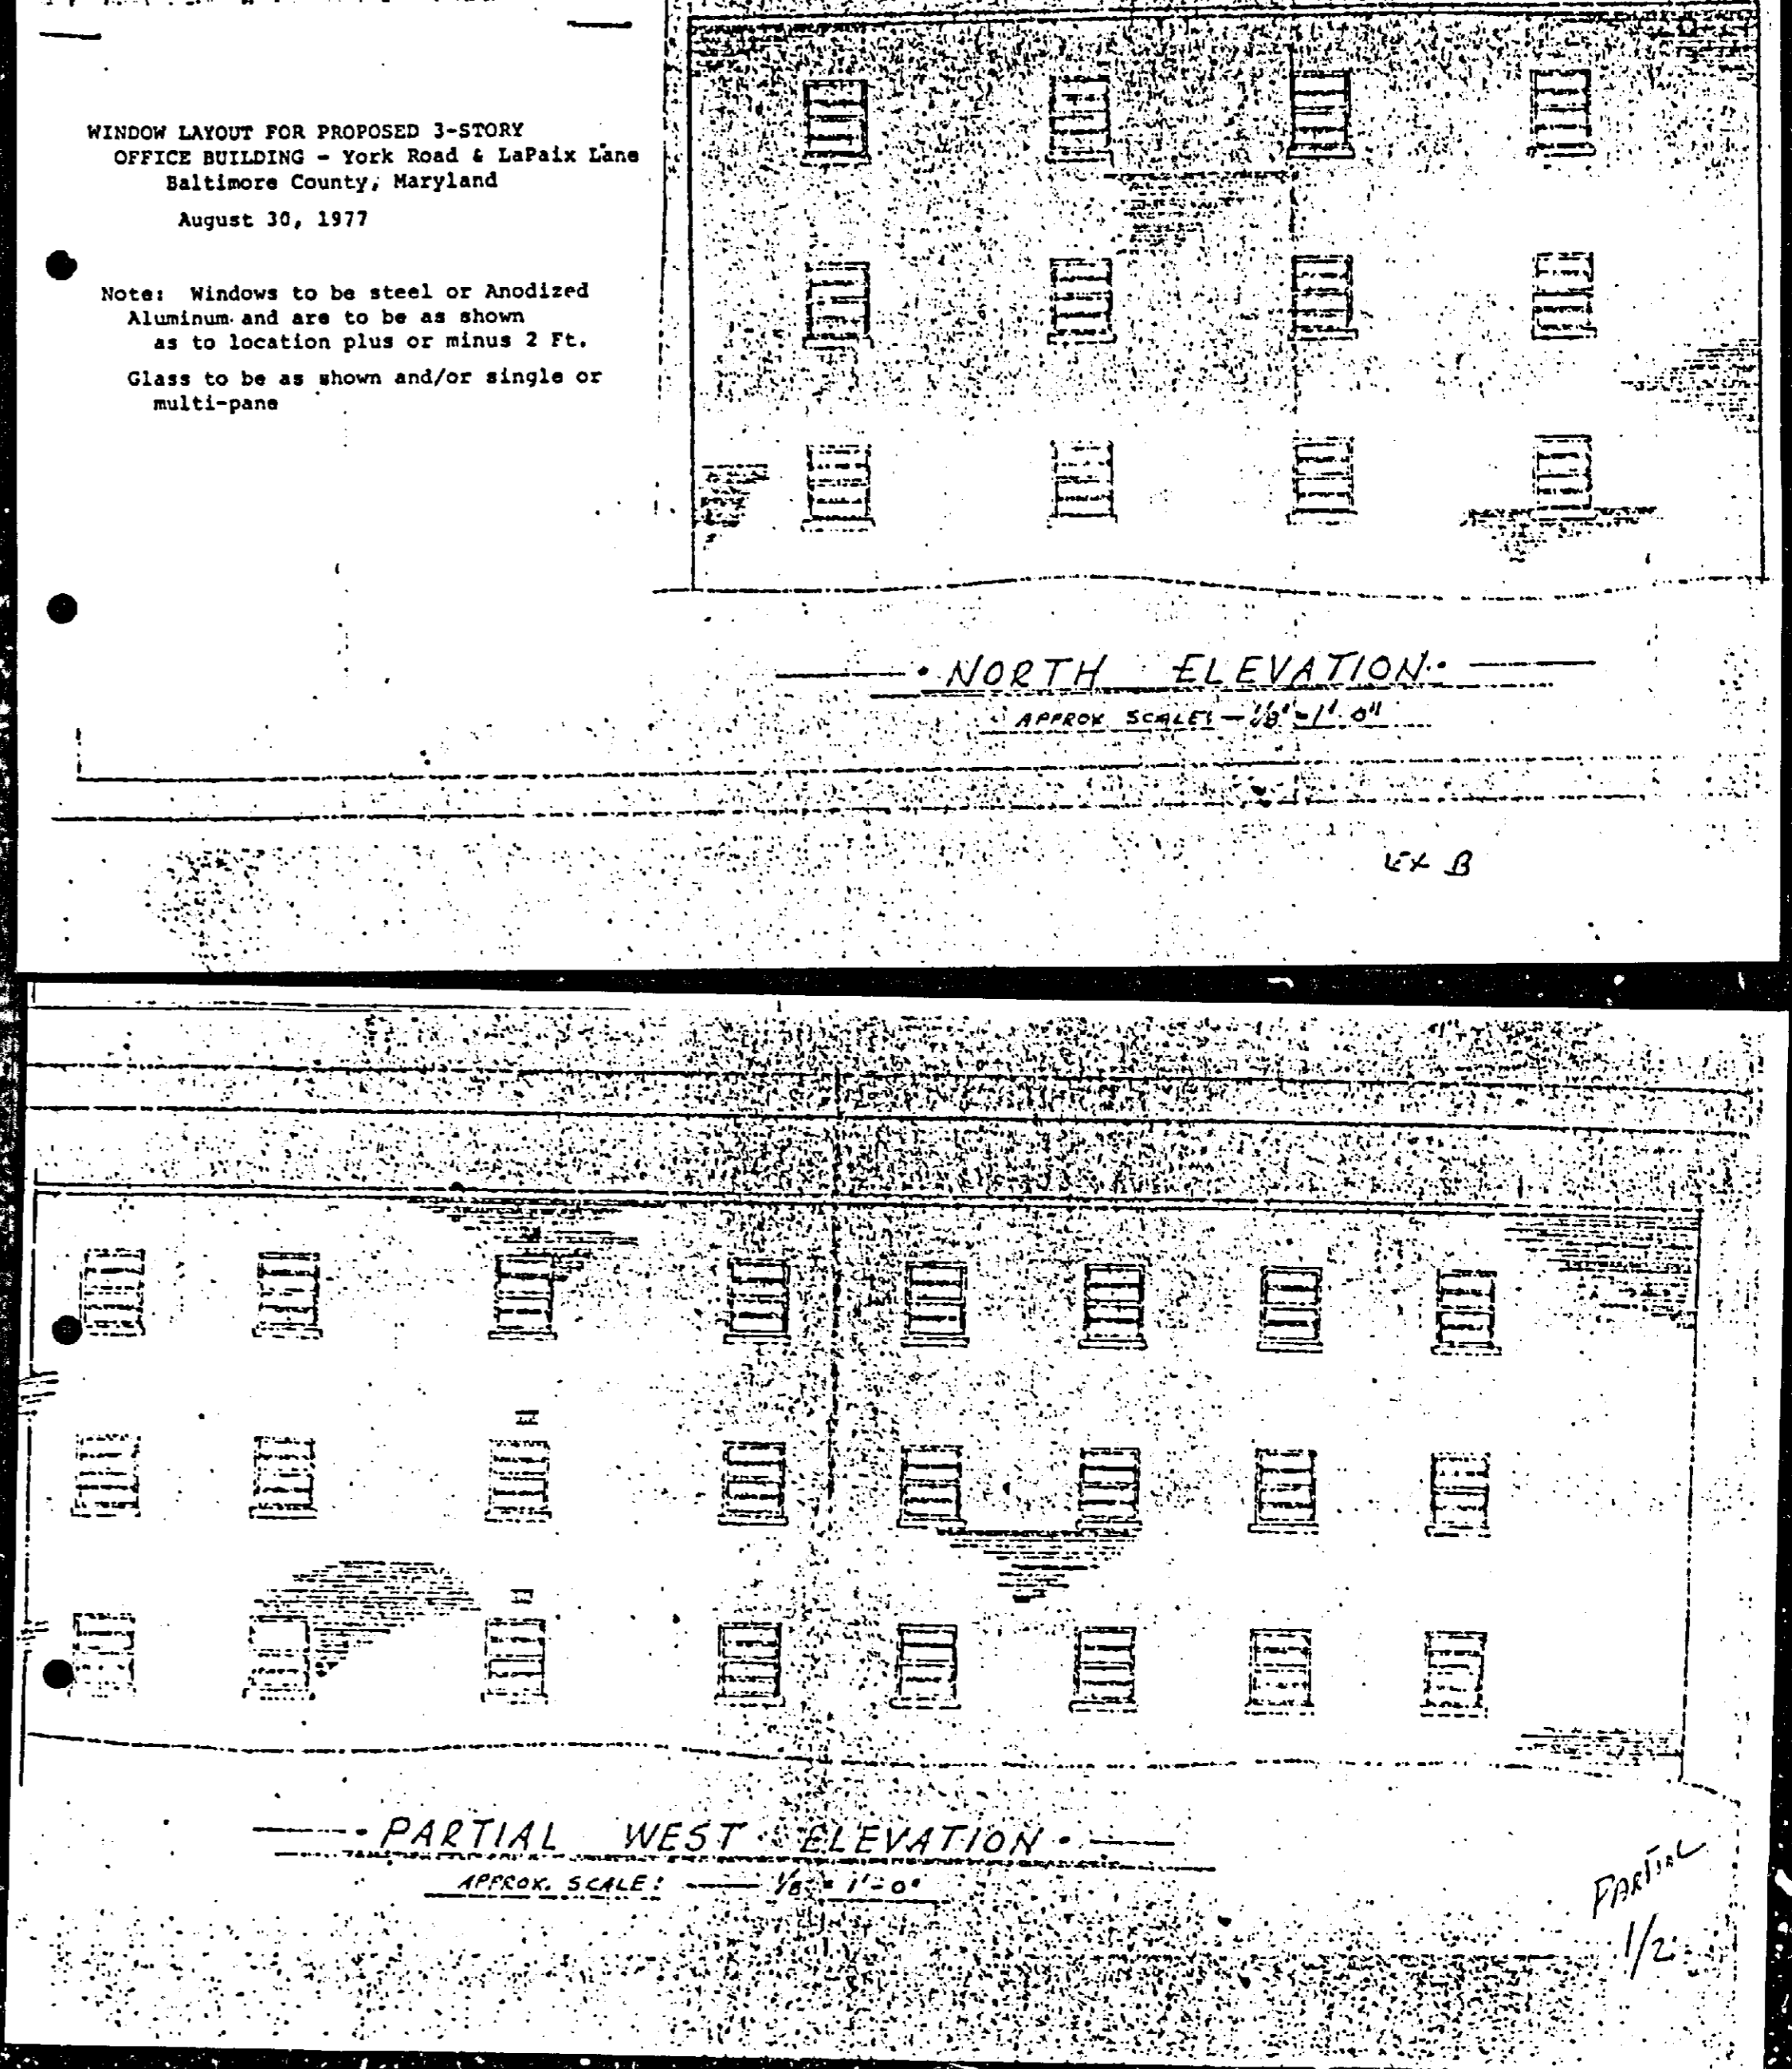 WINDOW LAYOUT FOR PROPOSED 3-STORY
OFFICE BUILDING - York Road & LaPaix Lane
Baltimore County, Maryland
August 30, 1977
Note: Windows to be steel or Anodized
Aluminum and are to be as shown
as to location plus or minus 2 Ft.
Glass to be as shown and/or single or
multi-pane
NORTH ELEVATION
APPROX SCALE: - 1/8" = 1'-0"
EX B
PARTIAL WEST ELEVATION
APPROX. SCALE: 1/8" = 1'-0"
PARTIAL
1/2